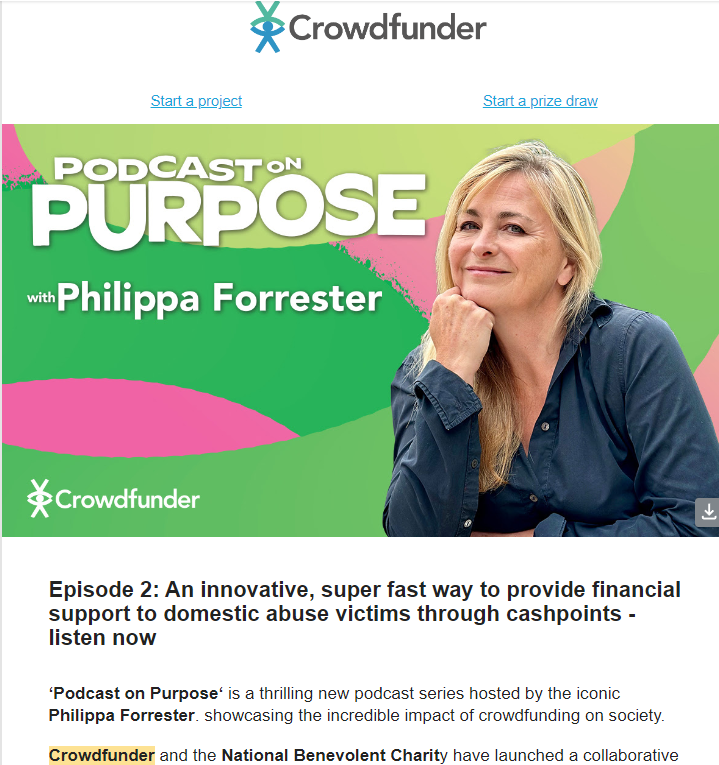 Crowdfunder
Start a project
Start a prize draw
PODCAST ON
PURPOSE
with Philippa Forrester
Crowdfunder
Episode 2: An innovative, super fast way to provide financial
support to domestic abuse victims through cashpoints -
listen now
‘Podcast on Purpose‘ is a thrilling new podcast series hosted by the iconic
Philippa Forrester. showcasing the incredible impact of crowdfunding on society.
Crowdfunder and the National Benevolent Charity have launched a collaborative